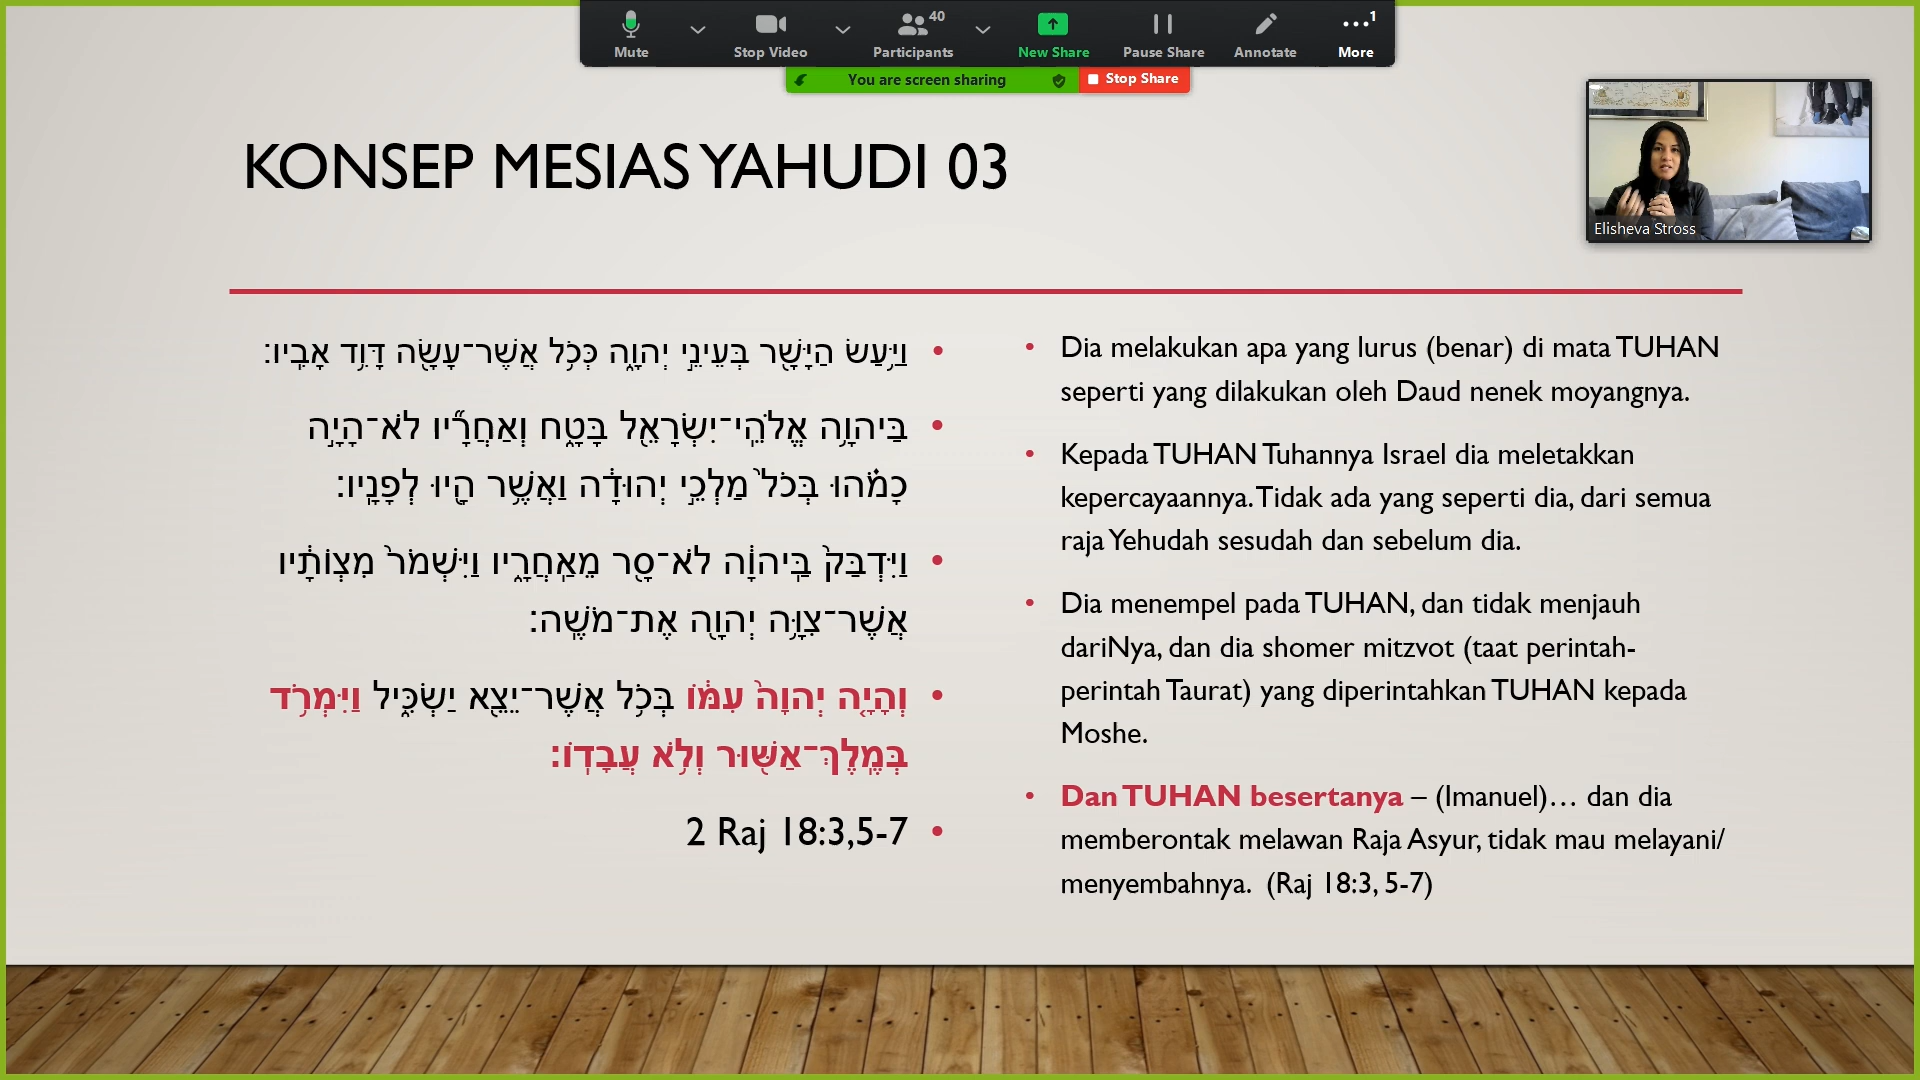 Mute
Stop Video
Participants
40
New Share
Pause Share
Annotate
More
1
You are screen sharing
Stop Share
Elisheva Stross
KONSEP MESIAS YAHUDI 03
וַיַּ֥עַשׂ הַיָּשָׁ֖ר בְּעֵינֵ֣י יְהוָ֑ה כְּכֹ֥ל אֲשֶׁר־עָשָׂ֖ה דָּוִ֥ד אָבִֽיו׃
בַּיהוָ֥ה אֱלֹהֵֽי־יִשְׂרָאֵ֖ל בָּטָ֑ח וְאַחֲרָ֞יו לֹא־הָיָ֣ה
כָמֹ֗הוּ בְּכֹל֙ מַלְכֵ֣י יְהוּדָ֔ה וַאֲשֶׁ֥ר הָי֖וּ לְפָנָֽיו׃
וַיִּדְבַּק֙ בַּֽיהוָ֔ה לֹא־סָ֖ר מֵאַֽחֲרָ֑יו וַיִּשְׁמֹר֙ מִצְוֺתָ֔יו
אֲשֶׁר־צִוָּ֥ה יְהוָ֖ה אֶת־מֹשֶֽׁה׃
וְהָיָ֤ה יְהוָה֙ עִמּ֔וֹ בְּכֹ֥ל אֲשֶׁר־יֵצֵ֖א יַשְׂכִּ֑יל וַיִּמְרֹ֥ד
בְּמֶֽלֶךְ־אַשּׁ֖וּר וְלֹ֥א עֲבָדֽוֹ׃
2 Raj 18:3,5-7
Dia melakukan apa yang lurus (benar) di mata TUHAN
seperti yang dilakukan oleh Daud nenek moyangnya.
Kepada TUHAN Tuhannya Israel dia meletakkan
kepercayaannya. Tidak ada yang seperti dia, dari semua
raja Yehudah sesudah dan sebelum dia.
Dia menempel pada TUHAN, dan tidak menjauh
dariNya, dan dia shomer mitzvot (taat perintah-
perintah Taurat) yang diperintahkan TUHAN kepada
Moshe.
Dan TUHAN besertanya – (Imanuel)… dan dia
memberontak melawan Raja Asyur, tidak mau melayani/
menyembahnya. (Raj 18:3, 5-7)